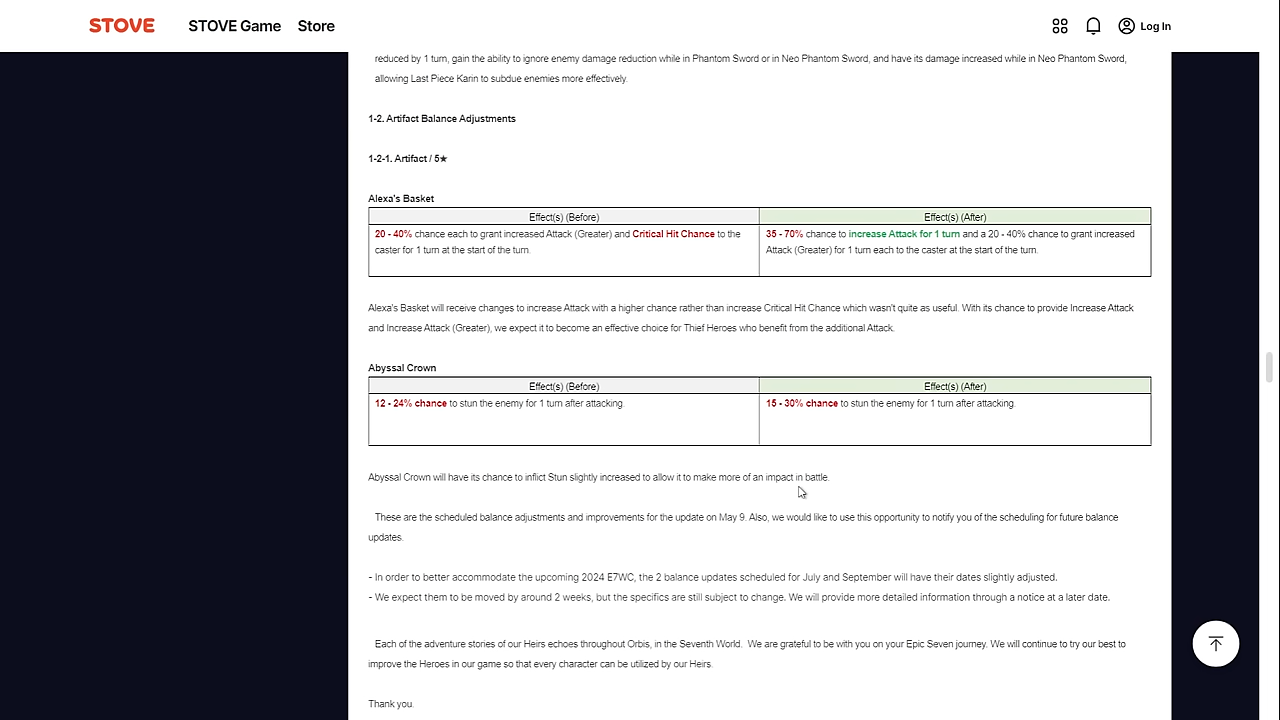 STOVE STOVE Game Store Log In
reduced by 1 turn, gain the ability to ignore enemy damage reduction while in Phantom Sword or in Neo Phantom Sword, and have its damage increased while in Neo Phantom Sword,
allowing Last Piece Karin to subdue enemies more effectively.
1-2. Artifact Balance Adjustments
1-2-1. Artifact / 5★
Alexa's Basket
Effect(s) (Before) Effect(s) (After)
20 - 40% chance each to grant increased Attack (Greater) and Critical Hit Chance to the
caster for 1 turn at the start of the turn.
35 - 70% chance to increase Attack for 1 turn and a 20 - 40% chance to grant increased
Attack (Greater) for 1 turn each to the caster at the start of the turn.
Alexa's Basket will receive changes to increase Attack with a higher chance rather than increase Critical Hit Chance which wasn't quite as useful. With its chance to provide Increase Attack
and Increase Attack (Greater), we expect it to become an effective choice for Thief Heroes who benefit from the additional Attack.
Abyssal Crown
Effect(s) (Before) Effect(s) (After)
12 - 24% chance to stun the enemy for 1 turn after attacking.
15 - 30% chance to stun the enemy for 1 turn after attacking.
Abyssal Crown will have its chance to inflict Stun slightly increased to allow it to make more of an impact in battle.
These are the scheduled balance adjustments and improvements for the update on May 9. Also, we would like to use this opportunity to notify you of the scheduling for future balance
updates.
- In order to better accommodate the upcoming 2024 E7WC, the 2 balance updates scheduled for July and September will have their dates slightly adjusted.
- We expect them to be moved by around 2 weeks, but the specifics are still subject to change. We will provide more detailed information through a notice at a later date.
Each of the adventure stories of our Heirs echoes throughout Orbis, in the Seventh World. We are grateful to be with you on your Epic Seven journey. We will continue to try our best to
improve the Heroes in our game so that every character can be utilized by our Heirs.
Thank you.